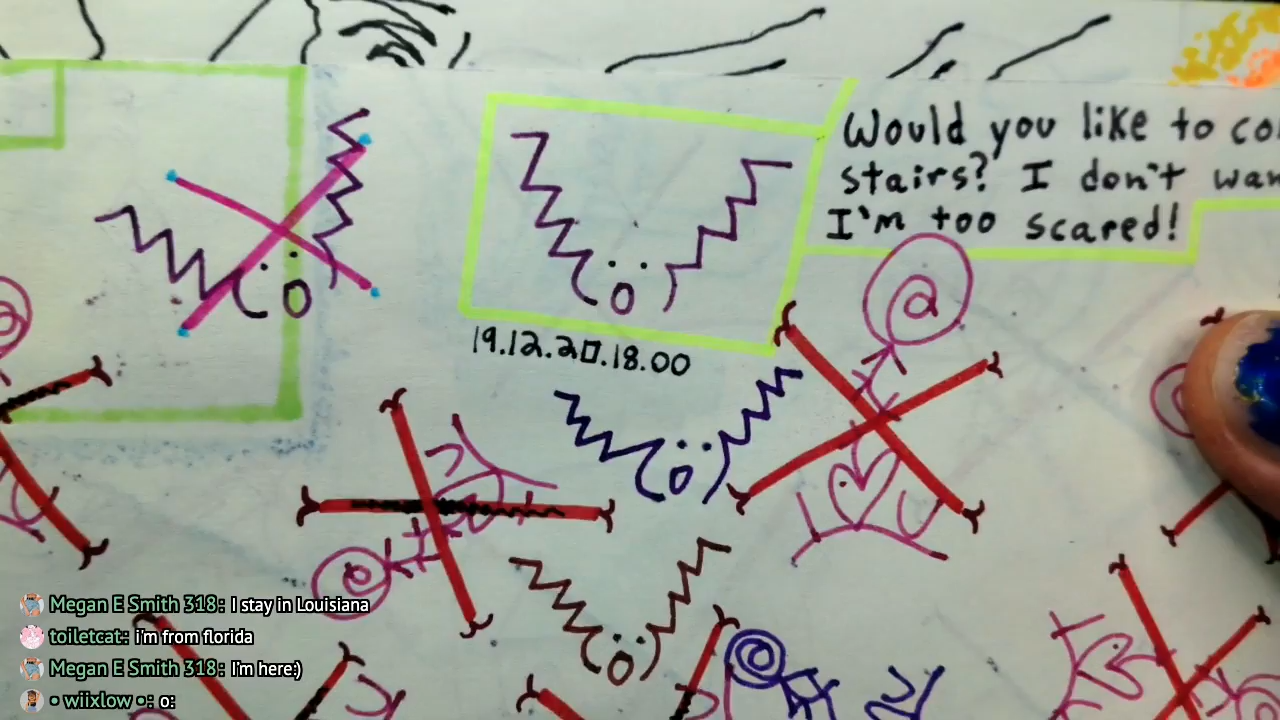 Would you like to co
stairs? I don't wan
I'm too scared!
19.12.20.18.00
Megan E Smith 318: I stay in Louisiana
toiletcat: i'm from florida
Megan E Smith 318: I'm here:)
• wiixlow •: o: